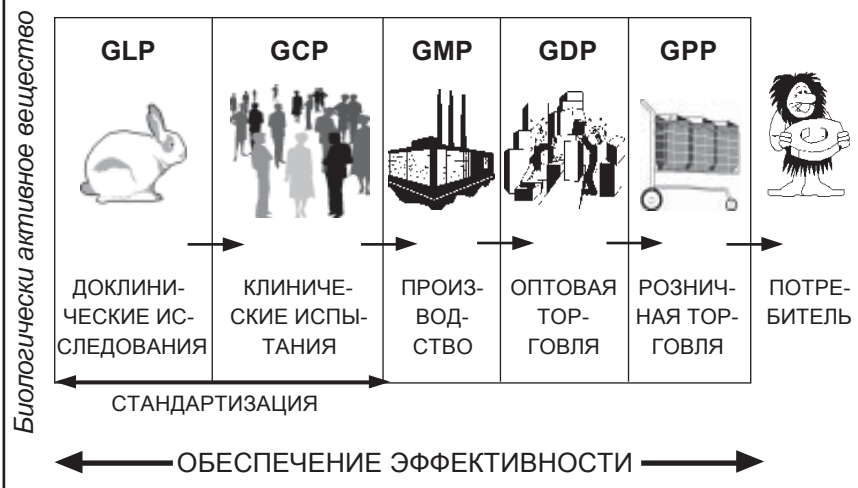 Биологически активное вещество
GLP GCP GMP GDP GPP
ДОКЛИНИ-
ЧЕСКИЕ ИС-
СЛЕДОВАНИЯ
КЛИНИЧЕ-
СКИЕ ИСПЫ-
ТАНИЯ
ПРОИЗ-
ВОД-
СТВО
ОПТОВАЯ
ТОР-
ГОВЛЯ
РОЗНИЧ-
НАЯ ТОР-
ГОВЛЯ
ПОТРЕ-
БИТЕЛЬ
СТАНДАРТИЗАЦИЯ
ОБЕСПЕЧЕНИЕ ЭФФЕКТИВНОСТИ